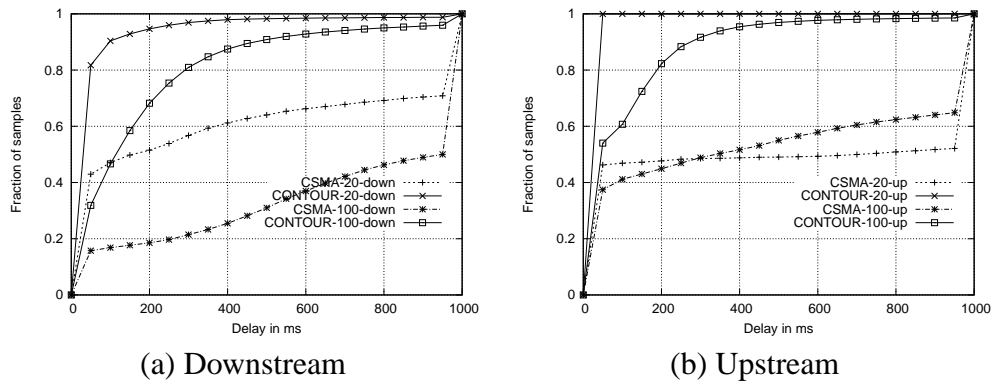 Fraction of samples
1
0.8
0.6
0.4
0.2
0
CSMA-20-down
CONTOUR-20-down
CSMA-100-down
CONTOUR-100-down
0 200 400 600 800 1000
Delay in ms
(a) Downstream
Fraction of samples
1
0.8
0.6
0.4
0.2
0
CSMA-20-up
CONTOUR-20-up
CSMA-100-up
CONTOUR-100-up
0 200 400 600 800 1000
Delay in ms
(b) Upstream